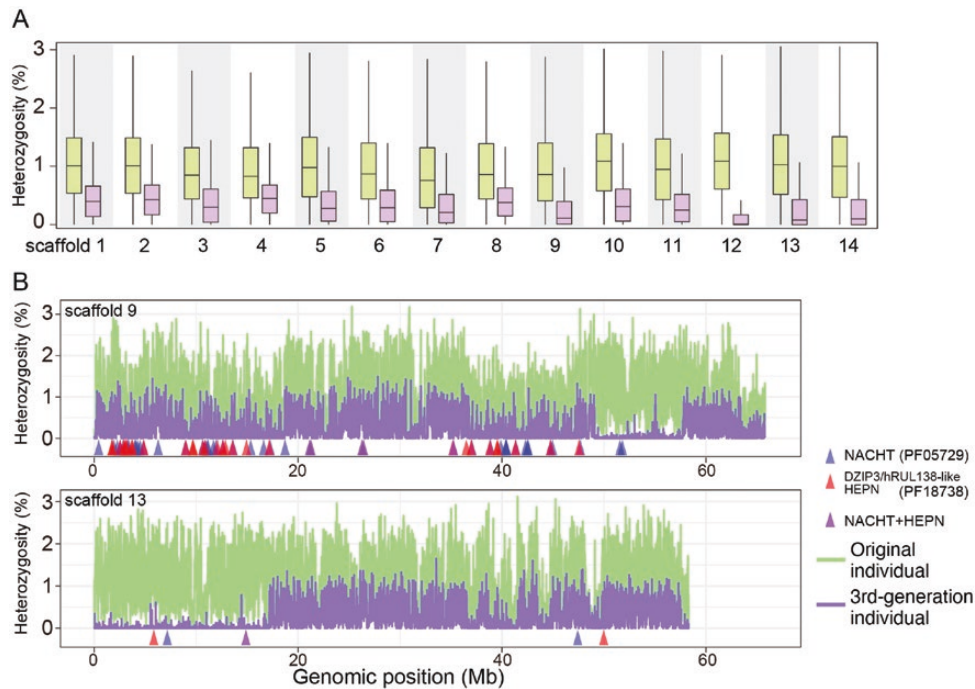 A
Heterozygosity (%)
3
2
1
0
scaffold 1 2 3 4 5 6 7 8 9 10 11 12 13 14
B
Heterozygosity (%)
scaffold 9
3
2
1
0
0 20 40 60
Heterozygosity (%)
scaffold 13
3
2
1
0
0 20 40 60
Genomic position (Mb)
NACHT (PF05729)
DZIP3/hRUL138-like
HEPN (PF18738)
NACHT+HEPN
Original
individual
3rd-generation
individual